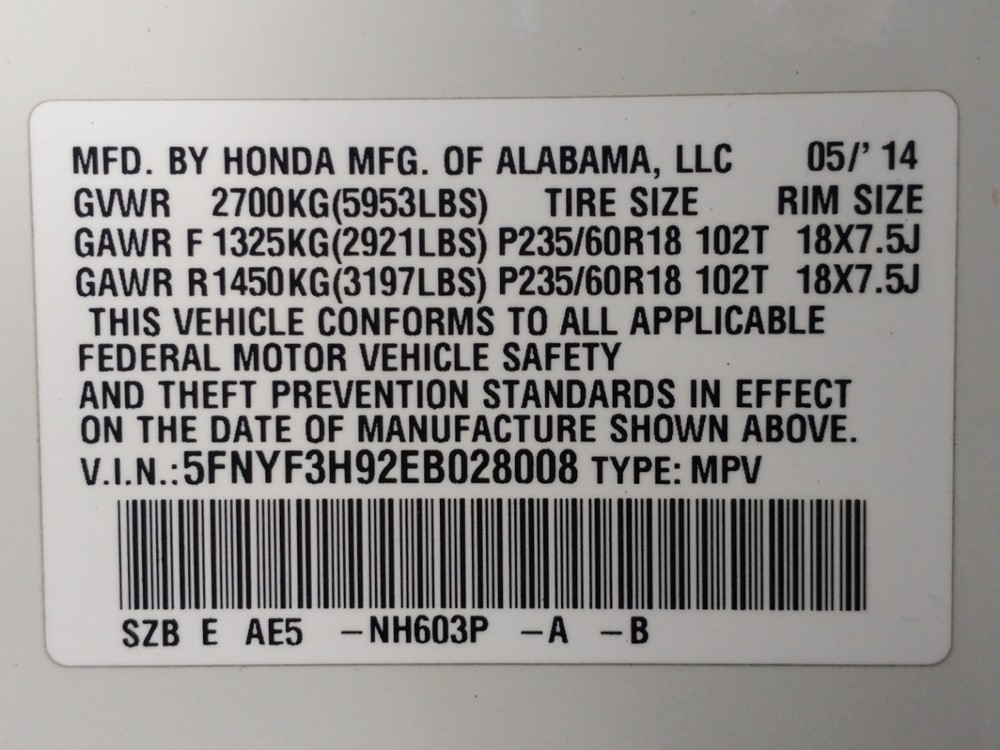 MFD. BY HONDA MFG. OF ALABAMA, LLC 05/' 14
GVWR 2700KG(5953LBS) TIRE SIZE RIM SIZE
GAWR F 1325KG(2921LBS) P235/60R18 102T 18X7.5J
GAWR R 1450KG(3197LBS) P235/60R18 102T 18X7.5J
THIS VEHICLE CONFORMS TO ALL APPLICABLE
FEDERAL MOTOR VEHICLE SAFETY
AND THEFT PREVENTION STANDARDS IN EFFECT
ON THE DATE OF MANUFACTURE SHOWN ABOVE.
V.I.N.:5FNYF3H92EB028008 TYPE: MPV
SZB E AE5 –NH603P –A –B